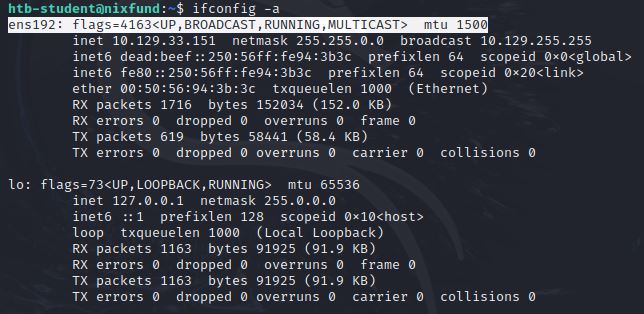 htb-student@nixfund:~$ ifconfig -a
ens192: flags=4163<UP,BROADCAST,RUNNING,MULTICAST>  mtu 1500
        inet 10.129.33.151  netmask 255.255.0.0  broadcast 10.129.255.255
        inet6 dead:beef::250:56ff:fe94:3b3c  prefixlen 64  scopeid 0x0<global>
        inet6 fe80::250:56ff:fe94:3b3c  prefixlen 64  scopeid 0x20<link>
        ether 00:50:56:94:3b:3c  txqueuelen 1000  (Ethernet)
        RX packets 1716  bytes 152034 (152.0 KB)
        RX errors 0  dropped 0  overruns 0  frame 0
        TX packets 619  bytes 58441 (58.4 KB)
        TX errors 0  dropped 0 overruns 0  carrier 0  collisions 0

lo: flags=73<UP,LOOPBACK,RUNNING>  mtu 65536
        inet 127.0.0.1  netmask 255.0.0.0
        inet6 ::1  prefixlen 128  scopeid 0x10<host>
        loop  txqueuelen 1000  (Local Loopback)
        RX packets 1163  bytes 91925 (91.9 KB)
        RX errors 0  dropped 0  overruns 0  frame 0
        TX packets 1163  bytes 91925 (91.9 KB)
        TX errors 0  dropped 0 overruns 0  carrier 0  collisions 0